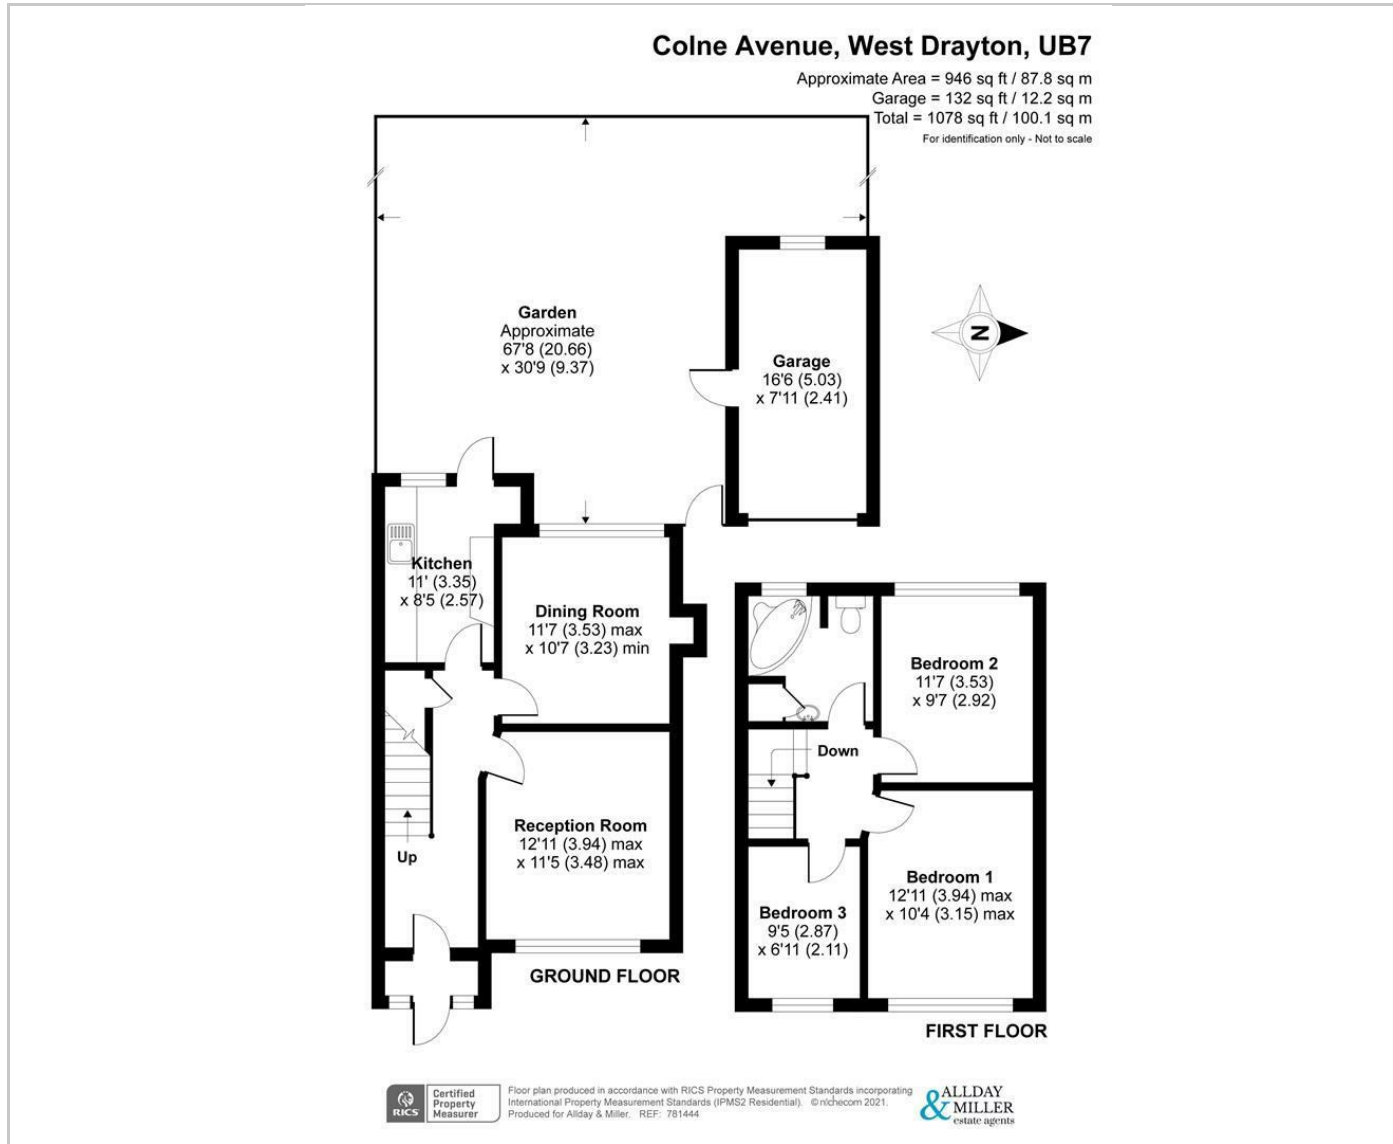 Colne Avenue, West Drayton, UB7
Approximate Area = 946 sq ft / 87.8 sq m
Garage = 132 sq ft / 12.2 sq m
Total = 1078 sq ft / 100.1 sq m
For identification only - Not to scale
Garden
Approximate
67'8 (20.66)
x 30'9 (9.37)
Garage
16'6 (5.03)
x 7'11 (2.41)
N
Kitchen
11' (3.35)
x 8'5 (2.57)
Dining Room
11'7 (3.53) max
x 10'7 (3.23) min
Reception Room
12'11 (3.94) max
x 11'5 (3.48) max
Up
GROUND FLOOR
Bedroom 2
11'7 (3.53)
x 9'7 (2.92)
Down
Bedroom 1
12'11 (3.94) max
x 10'4 (3.15) max
Bedroom 3
9'5 (2.87)
x 6'11 (2.11)
FIRST FLOOR
RICS
Certified
Property
Measurer
Floor plan produced in accordance with RICS Property Measurement Standards incorporating
International Property Measurement Standards (IPMS2 Residential). ©nichecom 2021.
Produced for Allday & Miller. REF: 781444
ALLDAY
& MILLER
estate agents